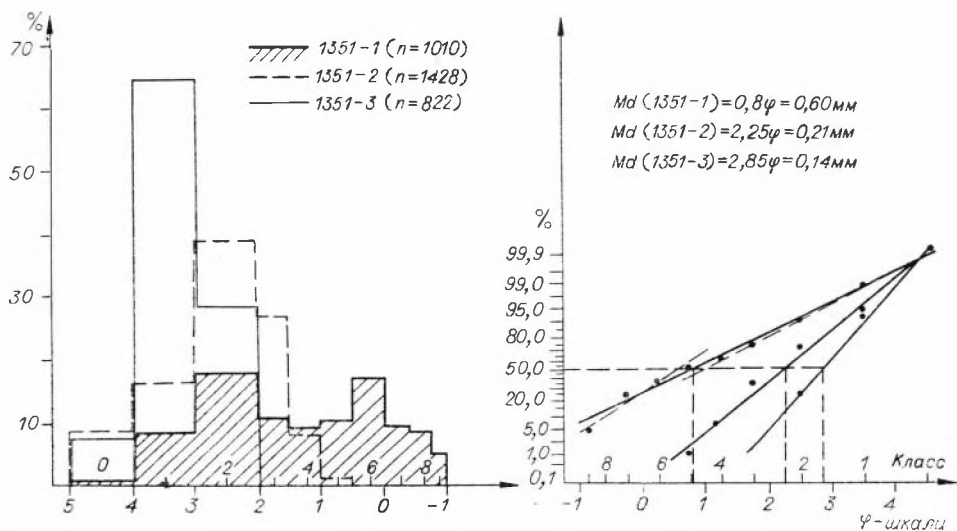 %
70
50
30
10
1351-1 (n=1010)
1351-2 (n=1428)
1351-3 (n=822)
0 2 4 6 8
5 4 3 2 1 0 -1
Md (1351-1)=0,8φ=0,60мм
Md (1351-2)=2,25φ=0,21мм
Md (1351-3)=2,85φ=0,14мм
%
99,9
99,0
95,0
80,0
50,0
20,0
5,0
1,0
0,1
8 6 4 2 1 Класс
-1 0 1 2 3 4
φ-шкали